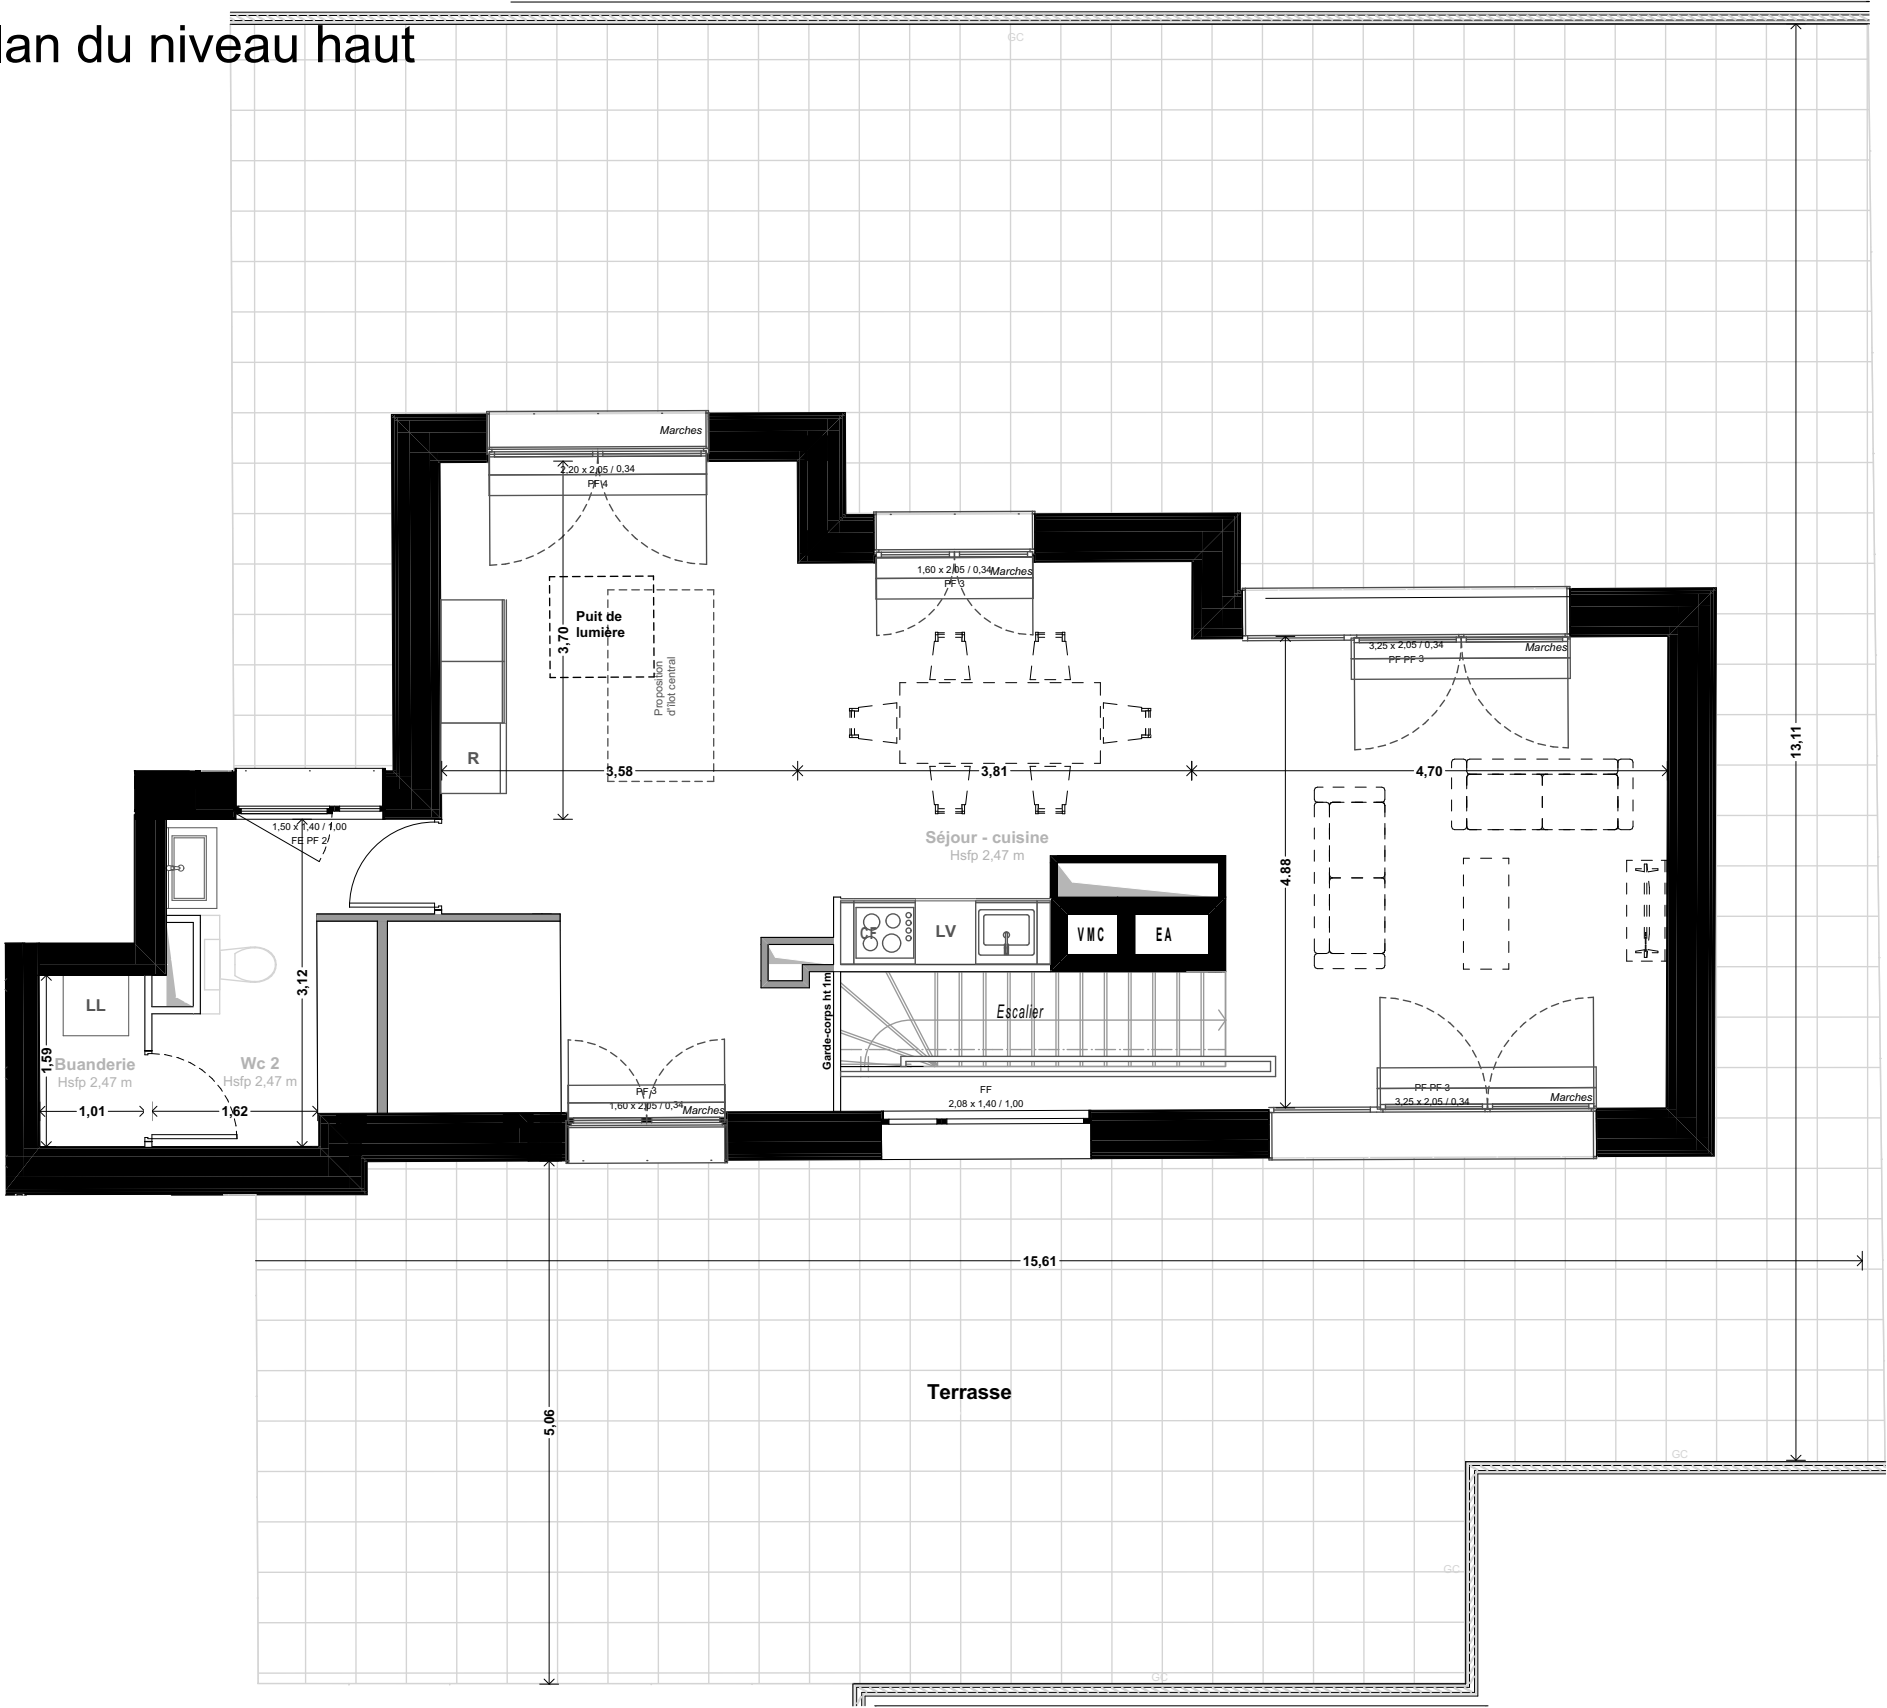 lan du niveau haut
GC
Marches
2,20 x 2,05 / 0,34
PF 4
1,60 x 2,05 / 0,34
Marches
PF 3
Puit de
lumière
3,70
Proposition
d'îlot central
3,25 x 2,05 / 0,34
Marches
PF PF 3
13,11
R
3,58
3,81
4,70
1,50 x 1,40 / 1,00
FE PF 2
Séjour - cuisine
Hsfp 2,47 m
4.88
CF
LV
VMC
EA
3,12
LL
Garde-corps ht 1m
Escalier
1,59
Buanderie
Hsfp 2,47 m
Wc 2
Hsfp 2,47 m
1,01
1,62
PF 3
1,60 x 2,05 / 0,34
Marches
FF
2,08 x 1,40 / 1,00
PF PF 3
3,25 x 2,05 / 0,34
Marches
15,61
Terrasse
5,06
GC
GC
GC